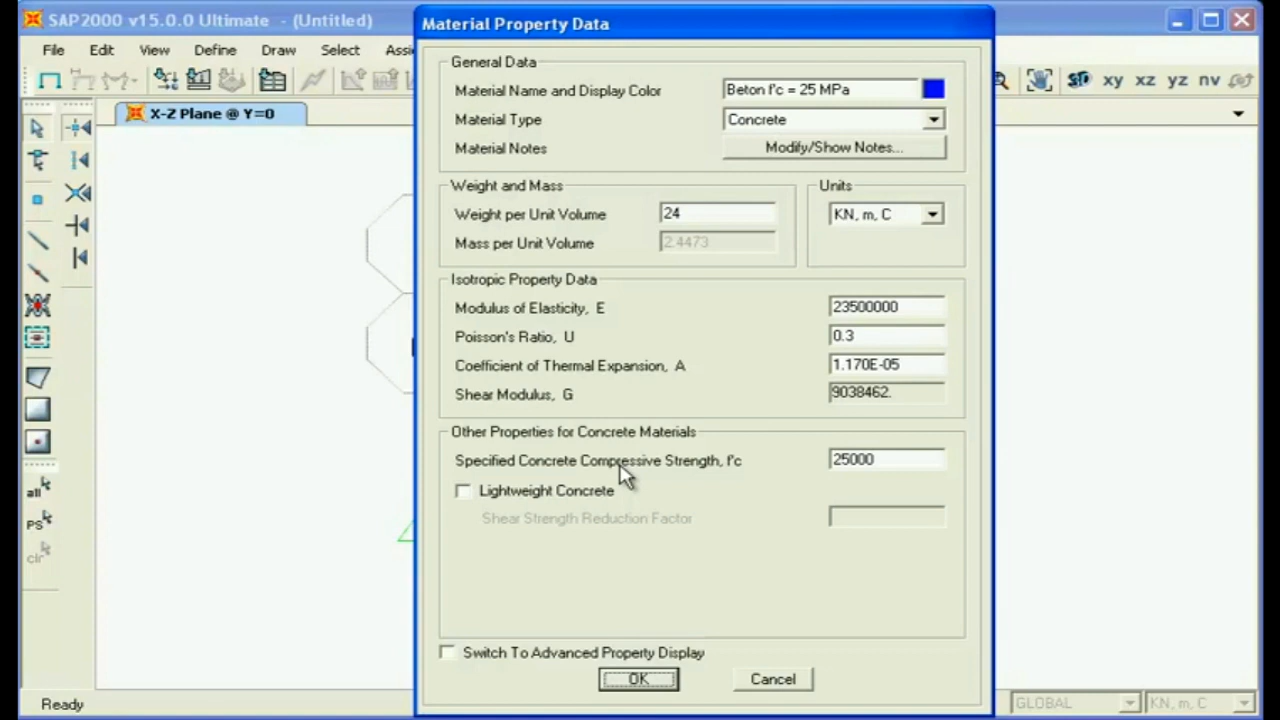 SAP2000 v15.0.0 Ultimate - (Untitled)
Material Property Data
File Edit View Define Draw Select
xy xz yz nv
X-Z Plane @ Y=0
General Data
Material Name and Display Color Beton f'c = 25 MPa
Material Type Concrete
Material Notes Modify/Show Notes...
Weight and Mass Units
Weight per Unit Volume 24 KN, m, C
Mass per Unit Volume 2.4473
Isotropic Property Data
Modulus of Elasticity, E 23500000
Poisson's Ratio, U 0.3
Coefficient of Thermal Expansion, A 1.170E-05
Shear Modulus, G 9038462.
Other Properties for Concrete Materials
Specified Concrete Compressive Strength, f'c 25000
Lightweight Concrete
Shear Strength Reduction Factor
all
PS
clr
Switch To Advanced Property Display
OK Cancel
Ready GLOBAL KN, m, C